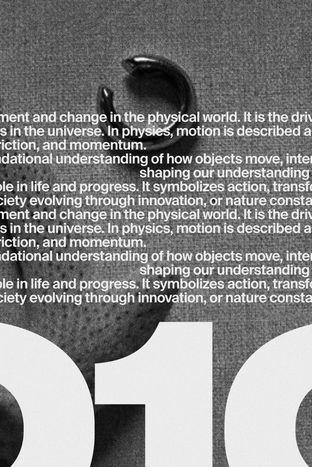 ment and change in the physical world. It is the driv
s in the universe. In physics, motion is described a
riction, and momentum.
ndational understanding of how objects move, inter
shaping our understanding
ole in life and progress. It symbolizes action, transfo
ciety evolving through innovation, or nature consta
ment and change in the physical world. It is the driv
s in the universe. In physics, motion is described a
riction, and momentum.
ndational understanding of how objects move, inter
shaping our understanding
ole in life and progress. It symbolizes action, transfo
ciety evolving through innovation, or nature consta
010